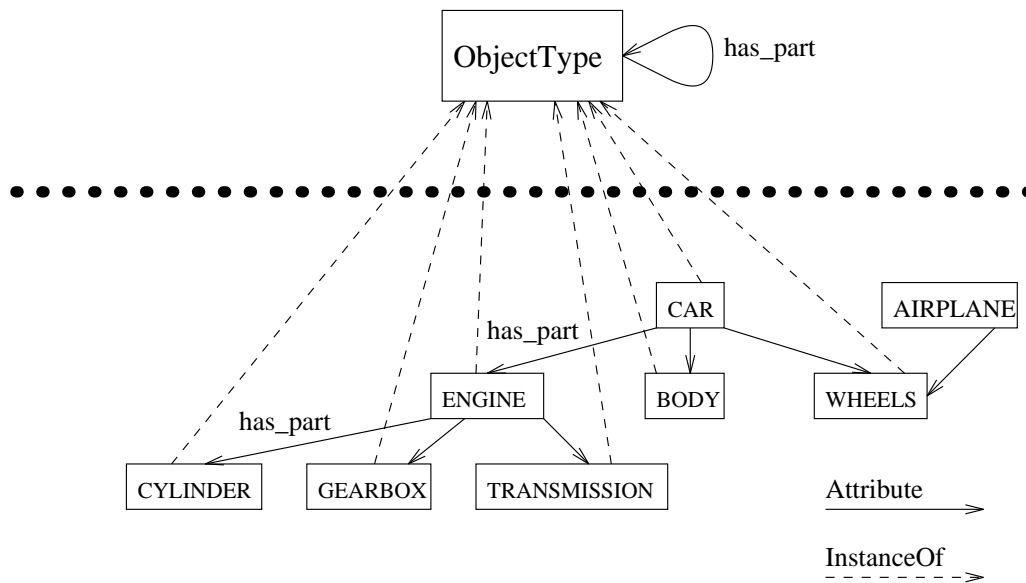 ObjectType
has_part
CAR
AIRPLANE
has_part
ENGINE
BODY
WHEELS
has_part
CYLINDER
GEARBOX
TRANSMISSION
Attribute
InstanceOf